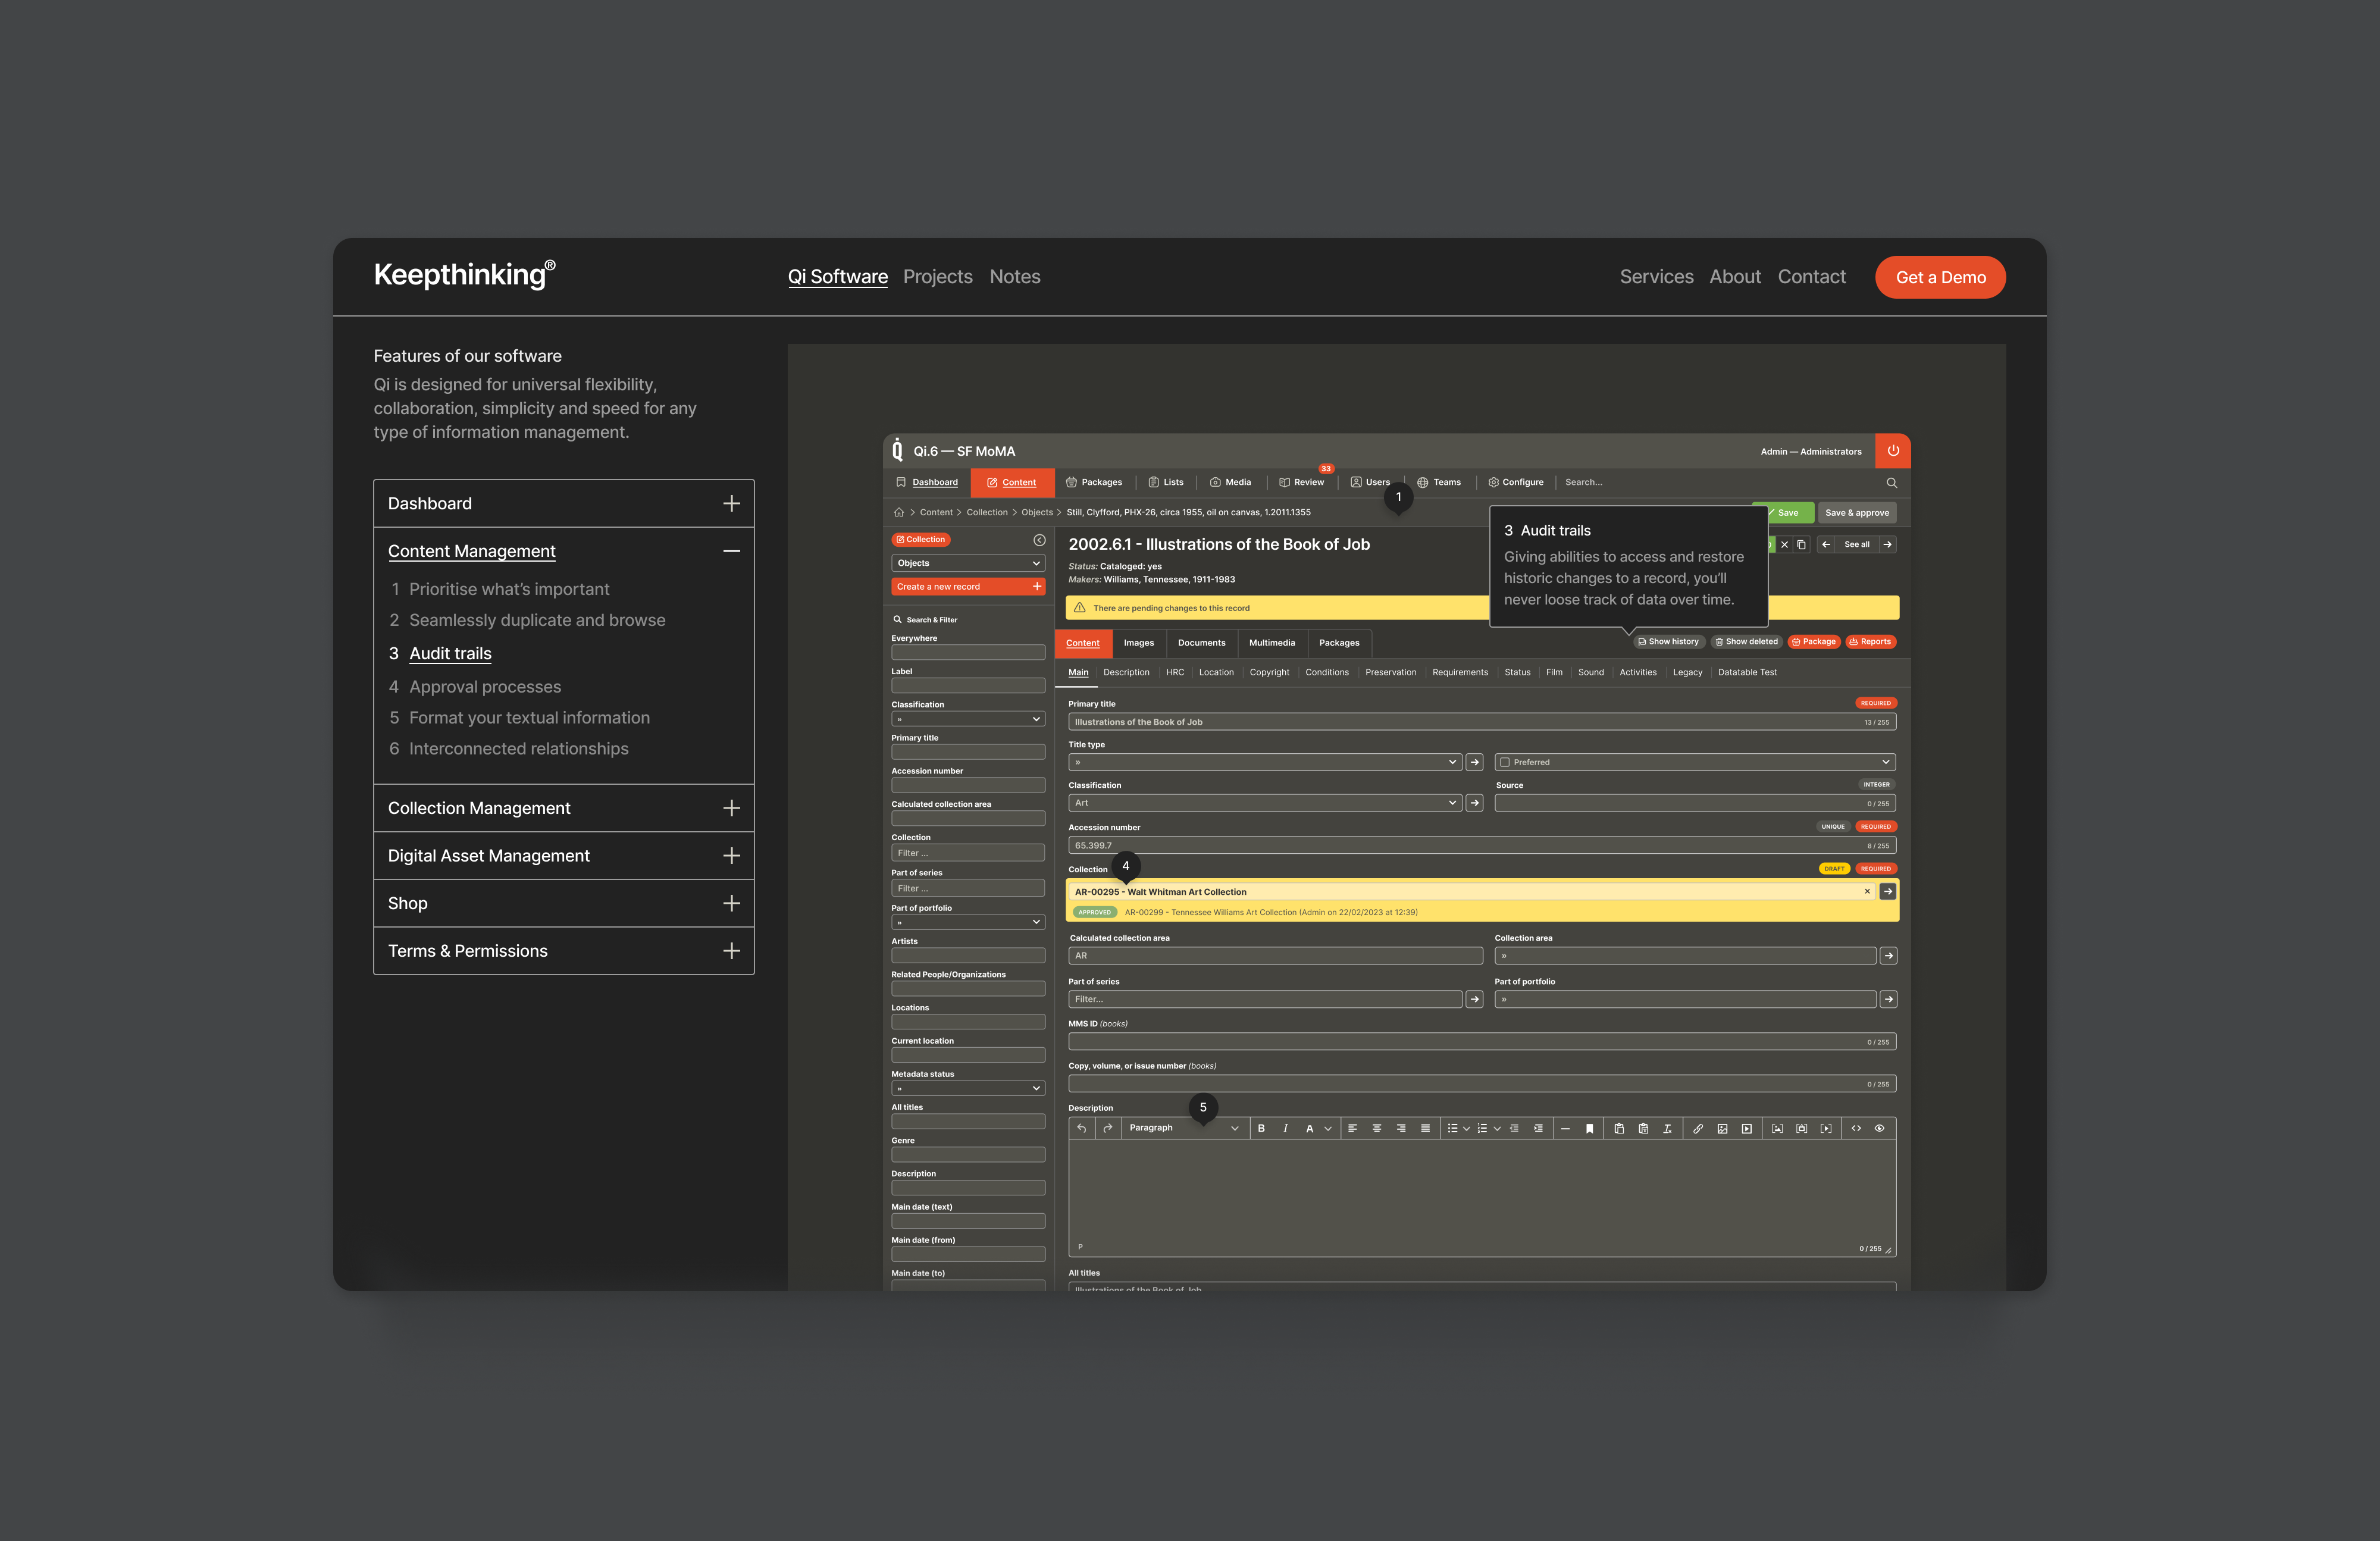 Keepthinking®
Qi Software Projects Notes
Services About Contact Get a Demo
Features of our software
Qi is designed for universal flexibility,
collaboration, simplicity and speed for any
type of information management.
Dashboard
Content Management
1 Prioritise what’s important
2 Seamlessly duplicate and browse
3 Audit trails
4 Approval processes
5 Format your textual information
6 Interconnected relationships
Collection Management
Digital Asset Management
Shop
Terms & Permissions
Qi.6 — SF MoMA
Admin — Administrators
Dashboard Content Packages Lists Media Review 33 Users Teams Configure Search...
1
Content > Collection > Objects > Still, Clyfford, PHX-26, circa 1955, oil on canvas, 1.2011.1355
Save Save & approve
Collection
Objects
Create a new record
Search & Filter
Everywhere
Label
Classification
»
Primary title
Accession number
Calculated collection area
Collection
Filter ...
Part of series
Filter ...
Part of portfolio
»
Artists
Related People/Organizations
Locations
Current location
Metadata status
»
All titles
Genre
Description
Main date (text)
Main date (from)
Main date (to)
2002.6.1 - Illustrations of the Book of Job
See all
Status: Cataloged: yes
Makers: Williams, Tennessee, 1911-1983
There are pending changes to this record
3 Audit trails
Giving abilities to access and restore
historic changes to a record, you’ll
never loose track of data over time.
Content Images Documents Multimedia Packages
Show history Show deleted Package Reports
Main Description HRC Location Copyright Conditions Preservation Requirements Status Film Sound Activities Legacy Datatable Test
Primary title REQUIRED
Illustrations of the Book of Job 13 / 255
Title type
» Preferred
Classification Source INTEGER
Art 0 / 255
Accession number UNIQUE REQUIRED
65.399.7 8 / 255
Collection 4 DRAFT REQUIRED
AR-00295 - Walt Whitman Art Collection ×
APPROVED AR-00299 - Tennessee Williams Art Collection (Admin on 22/02/2023 at 12:39)
Calculated collection area Collection area
AR »
Part of series Part of portfolio
Filter... »
MMS ID (books)
0 / 255
Copy, volume, or issue number (books)
0 / 255
Description 5
Paragraph B I A
P 0 / 255
All titles
Illustrations of the Book of Job